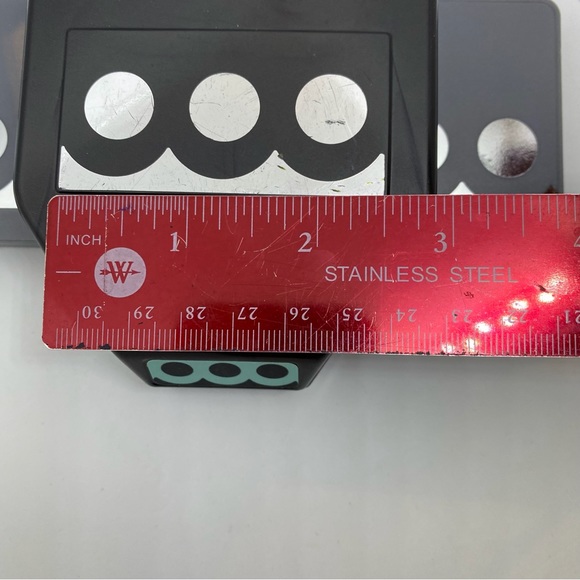 1 2 3 4
INCH
W
STAINLESS STEEL
30 29 28 27 26 25 24 23 22 21